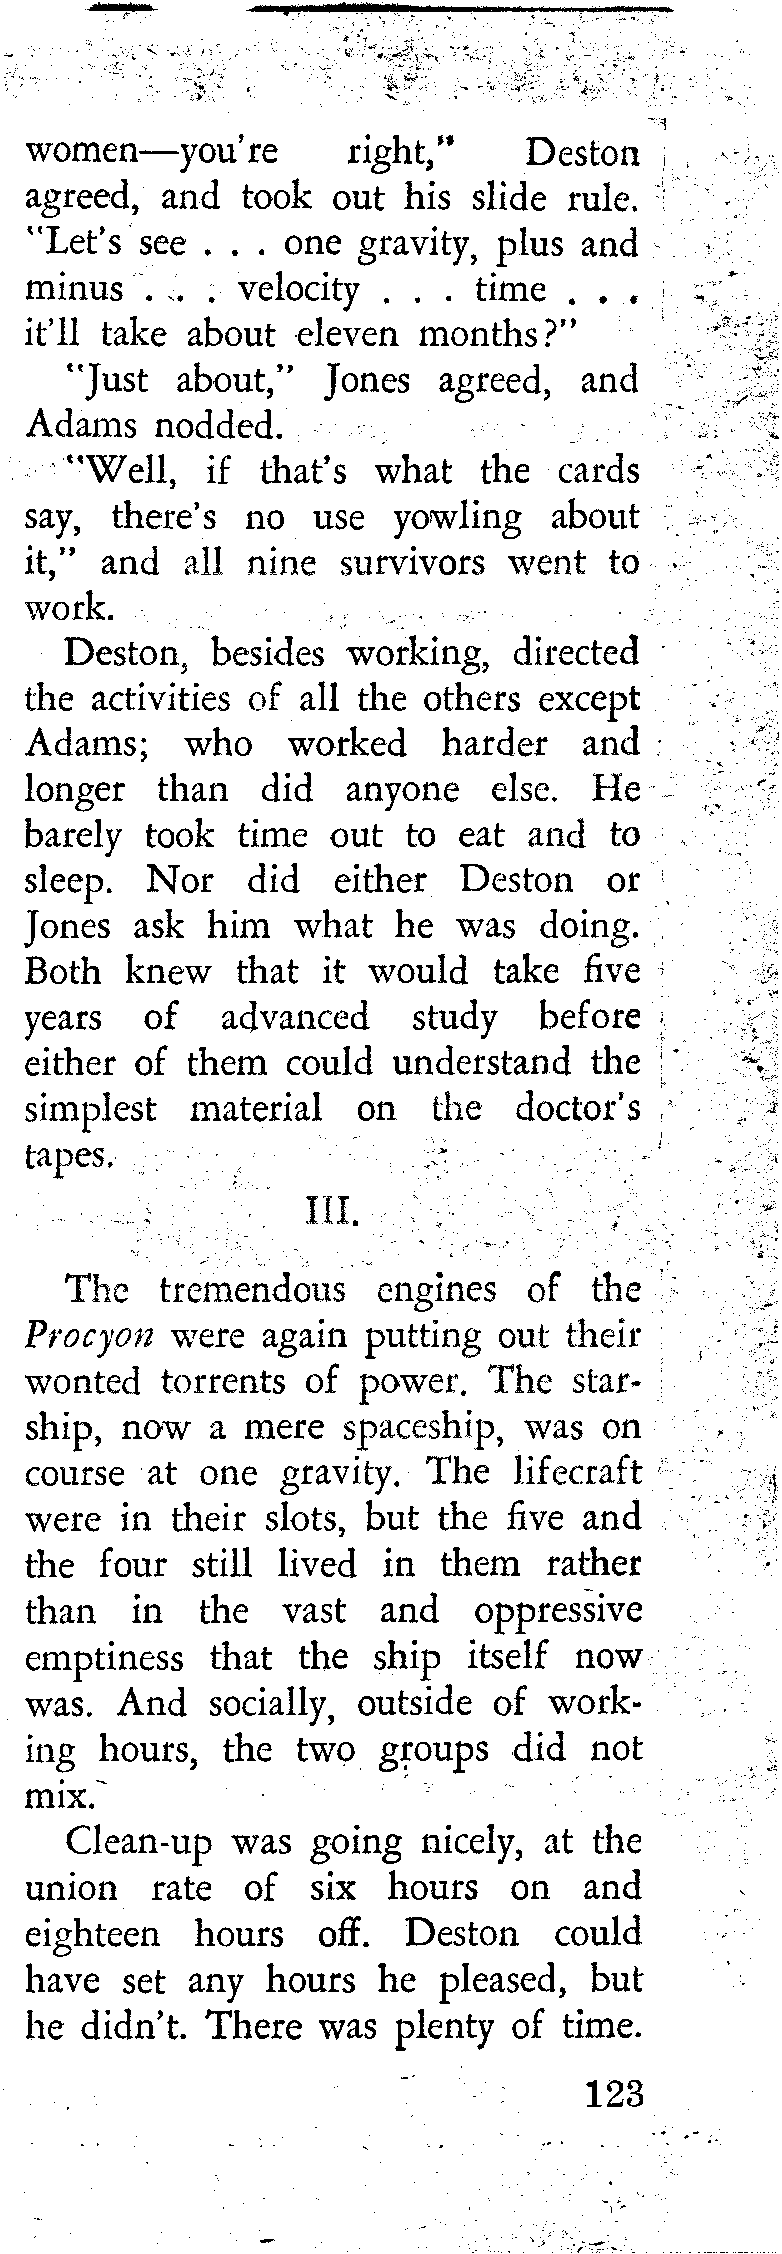 women—you're right," Deston
agreed, and took out his slide rule.
"Let's see . . . one gravity, plus and
minus . . . velocity . . . time . . .
it'll take about eleven months?"
"Just about," Jones agreed, and
Adams nodded.
"Well, if that's what the cards
say, there's no use yowling about
it," and all nine survivors went to
work.
Deston, besides working, directed
the activities of all the others except
Adams; who worked harder and
longer than did anyone else. He
barely took time out to eat and to
sleep. Nor did either Deston or
Jones ask him what he was doing.
Both knew that it would take five
years of advanced study before
either of them could understand the
simplest material on the doctor's
tapes.
III.
The tremendous engines of the
Procyon were again putting out their
wonted torrents of power. The star-
ship, now a mere spaceship, was on
course at one gravity. The lifecraft
were in their slots, but the five and
the four still lived in them rather
than in the vast and oppressive
emptiness that the ship itself now
was. And socially, outside of work-
ing hours, the two groups did not
mix.
Clean-up was going nicely, at the
union rate of six hours on and
eighteen hours off. Deston could
have set any hours he pleased, but
he didn't. There was plenty of time.
123